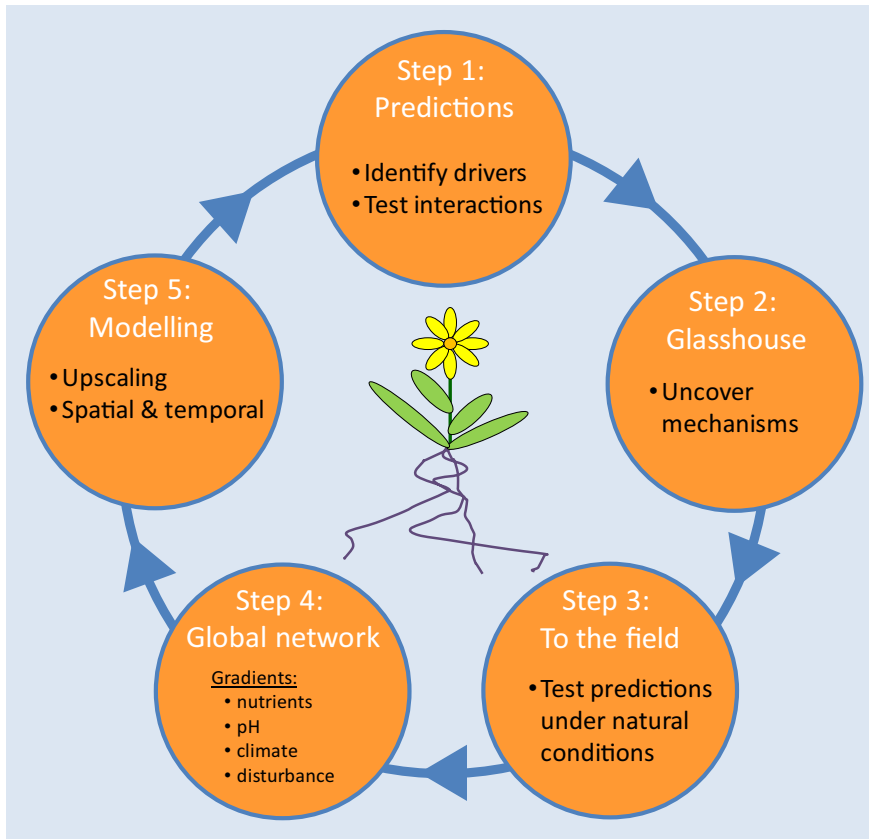 Step 1:
Predictions
• Identify drivers
• Test interactions
Step 2:
Glasshouse
• Uncover
mechanisms
Step 3:
To the field
• Test predictions
under natural
conditions
Step 4:
Global network
Gradients:
• nutrients
• pH
• climate
• disturbance
Step 5:
Modelling
• Upscaling
• Spatial & temporal